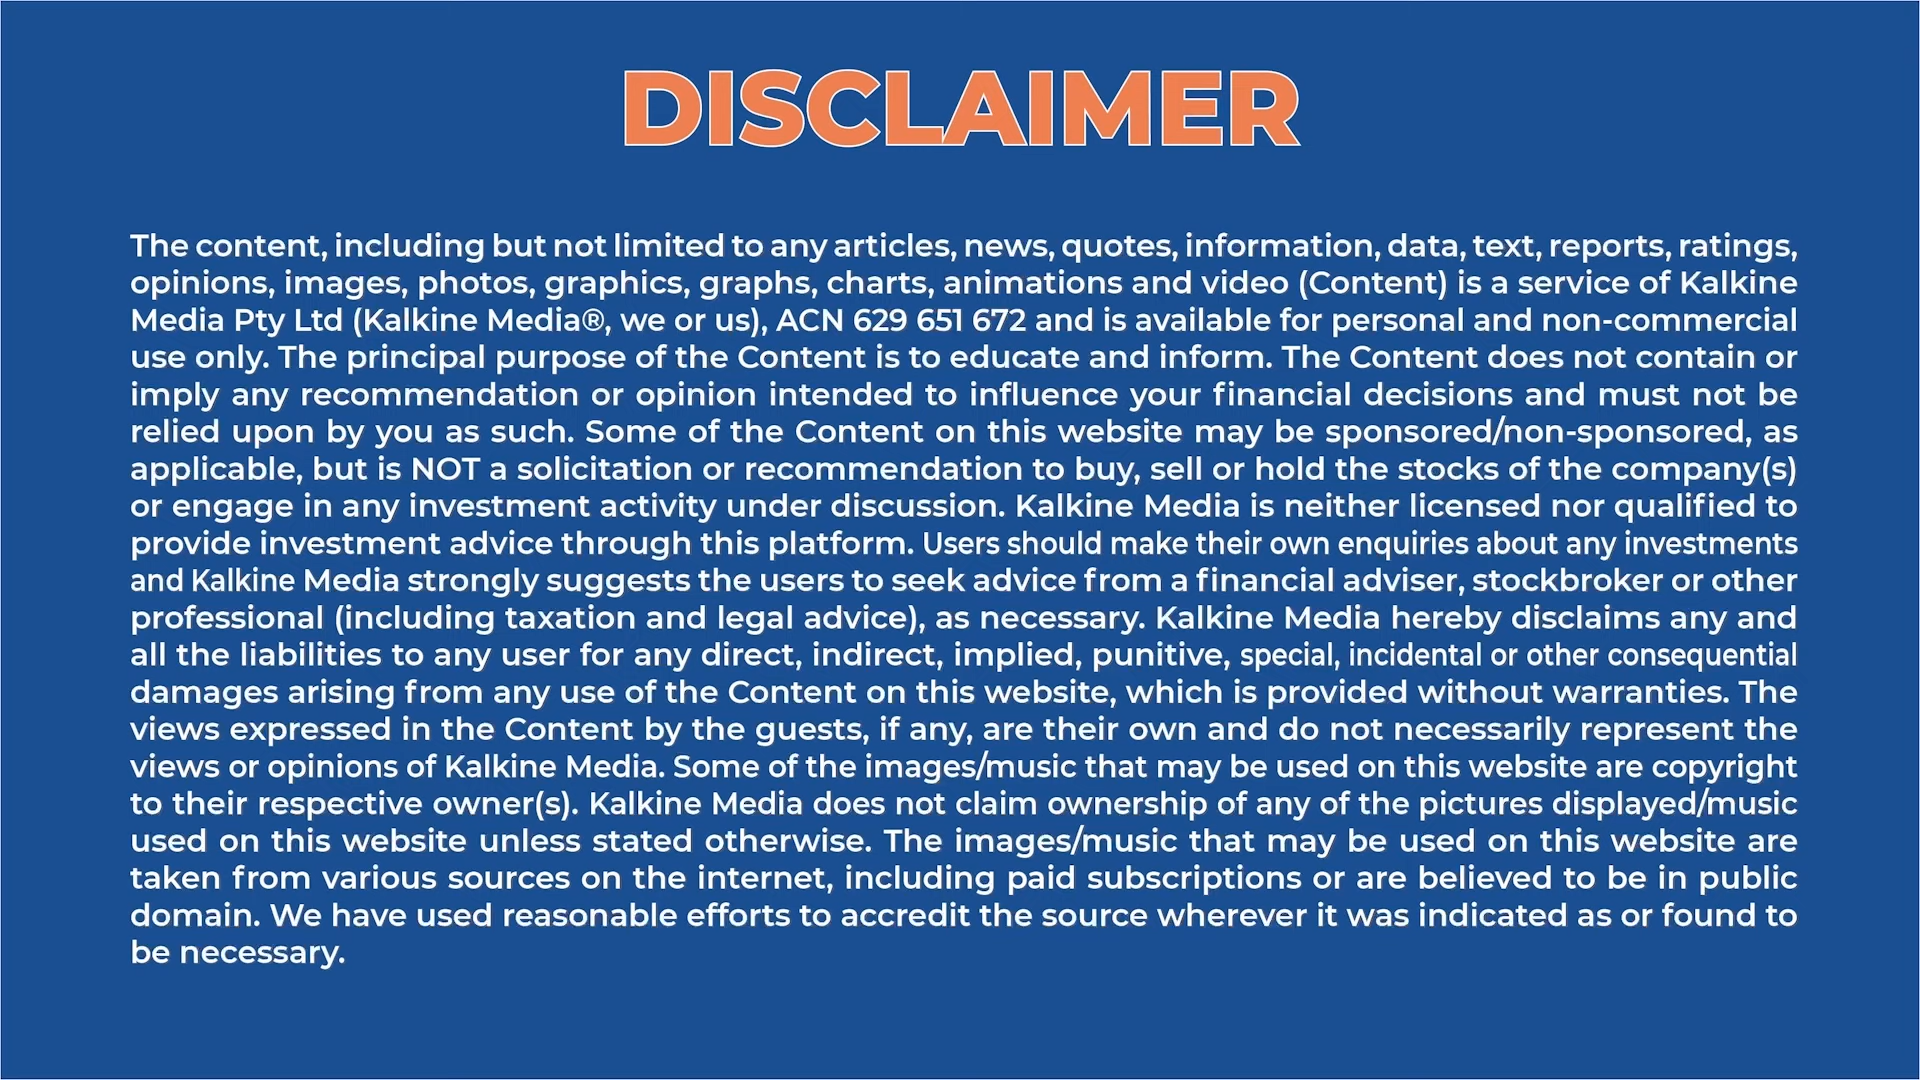 DISCLAIMER
The content, including but not limited to any articles, news, quotes, information, data, text, reports, ratings,
opinions, images, photos, graphics, graphs, charts, animations and video (Content) is a service of Kalkine
Media Pty Ltd (Kalkine Media®, we or us), ACN 629 651 672 and is available for personal and non-commercial
use only. The principal purpose of the Content is to educate and inform. The Content does not contain or
imply any recommendation or opinion intended to influence your financial decisions and must not be
relied upon by you as such. Some of the Content on this website may be sponsored/non-sponsored, as
applicable, but is NOT a solicitation or recommendation to buy, sell or hold the stocks of the company(s)
or engage in any investment activity under discussion. Kalkine Media is neither licensed nor qualified to
provide investment advice through this platform. Users should make their own enquiries about any investments
and Kalkine Media strongly suggests the users to seek advice from a financial adviser, stockbroker or other
professional (including taxation and legal advice), as necessary. Kalkine Media hereby disclaims any and
all the liabilities to any user for any direct, indirect, implied, punitive, special, incidental or other consequential
damages arising from any use of the Content on this website, which is provided without warranties. The
views expressed in the Content by the guests, if any, are their own and do not necessarily represent the
views or opinions of Kalkine Media. Some of the images/music that may be used on this website are copyright
to their respective owner(s). Kalkine Media does not claim ownership of any of the pictures displayed/music
used on this website unless stated otherwise. The images/music that may be used on this website are
taken from various sources on the internet, including paid subscriptions or are believed to be in public
domain. We have used reasonable efforts to accredit the source wherever it was indicated as or found to
be necessary.